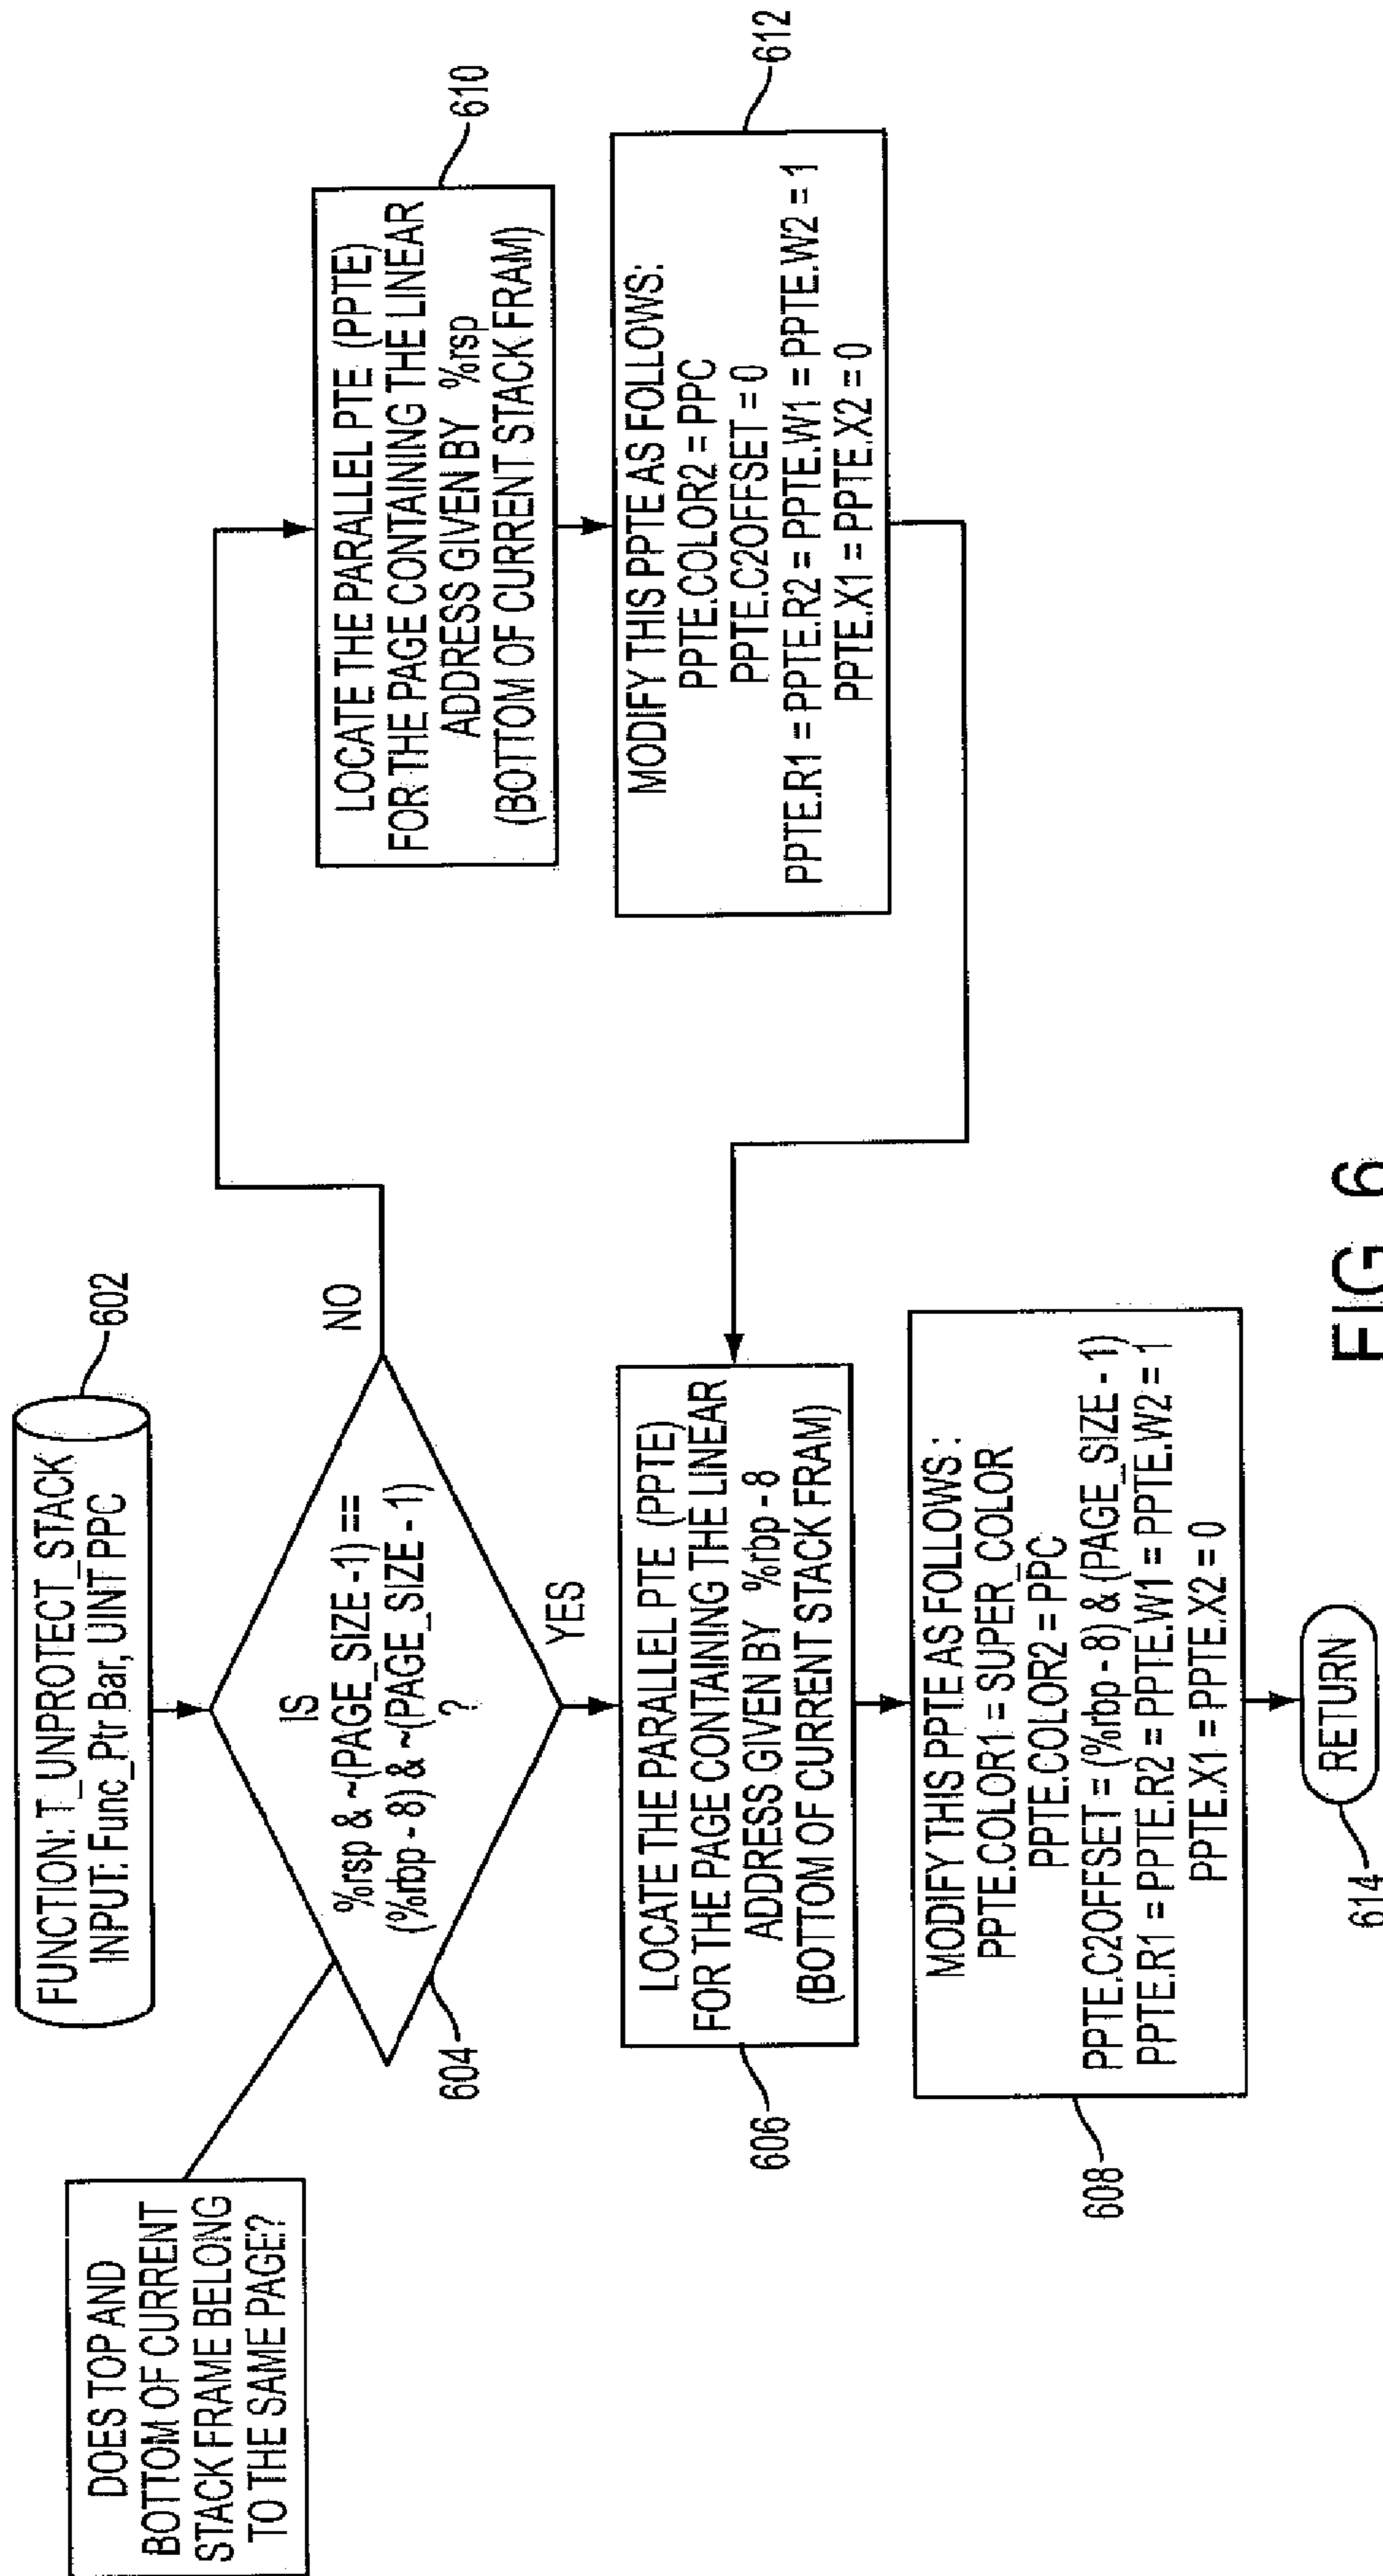 FUNCTION: T_UNPROTECT_STACK
INPUT: Func_Ptr Bar, UINT PPC
602
DOES TOP AND
BOTTOM OF CURRENT
STACK FRAME BELONG
TO THE SAME PAGE?
IS
%rsp & ~(PAGE_SIZE -1) ==
(%rbp - 8) & ~(PAGE_SIZE - 1)
?
604
NO
YES
LOCATE THE PARALLEL PTE (PPTE)
FOR THE PAGE CONTAINING THE LINEAR
ADDRESS GIVEN BY %rsp
(BOTTOM OF CURRENT STACK FRAM)
610
MODIFY THIS PPTE AS FOLLOWS:
PPTE.COLOR2 = PPC
PPTE.C2OFFSET = 0
PPTE.R1 = PPTE.R2 = PPTE.W1 = PPTE.W2 = 1
PPTE.X1 = PPTE.X2 = 0
612
LOCATE THE PARALLEL PTE (PPTE)
FOR THE PAGE CONTAINING THE LINEAR
ADDRESS GIVEN BY %rbp - 8
(BOTTOM OF CURRENT STACK FRAM)
606
MODIFY THIS PPTE AS FOLLOWS :
PPTE.COLOR1 = SUPER_COLOR
PPTE.COLOR2 = PPC
PPTE.C2OFFSET = (%rbp - 8) & (PAGE_SIZE - 1)
PPTE.R1 = PPTE.R2 = PPTE.W1 = PPTE.W2 = 1
PPTE.X1 = PPTE.X2 = 0
608
RETURN
614
FIG. 6